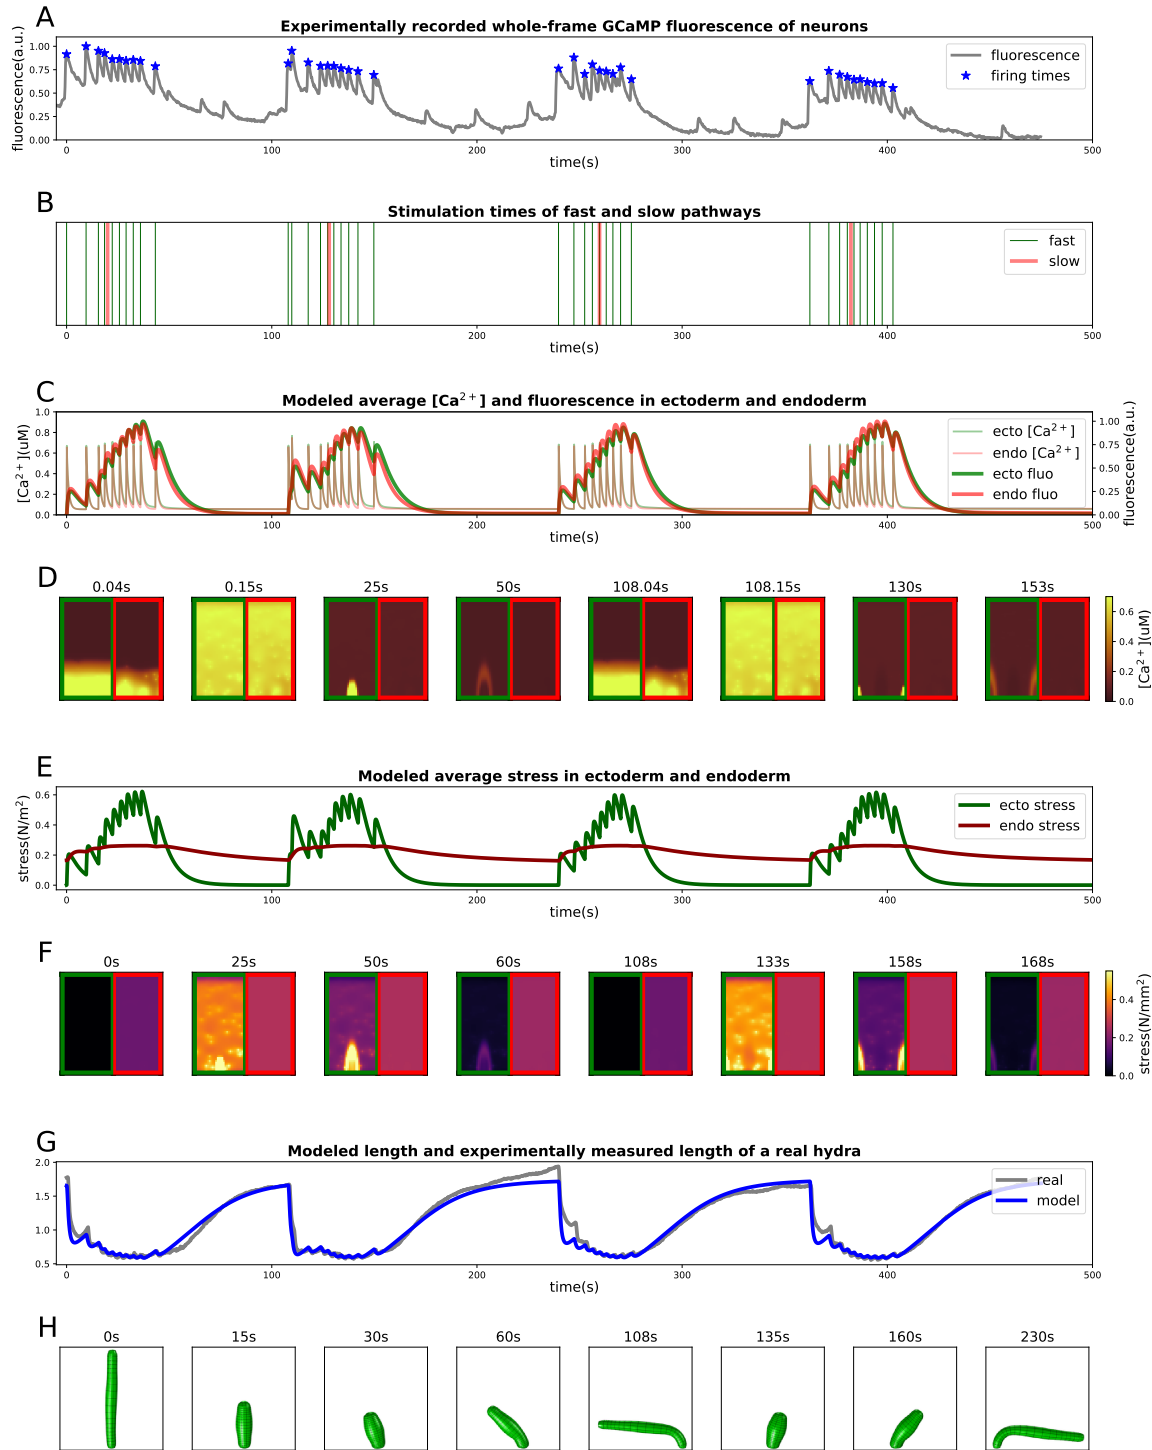 A
Experimentally recorded whole-frame GCaMP fluorescence of neurons
fluorescence(a.u.)
1.00
0.75
0.50
0.25
0.00
fluorescence
firing times
0 100 200 300 400 500
time(s)
B
Stimulation times of fast and slow pathways
fast
slow
0 100 200 300 400 500
time(s)
C
Modeled average [Ca²⁺] and fluorescence in ectoderm and endoderm
[Ca²⁺](uM)
1.0
0.8
0.6
0.4
0.2
0.0
ecto [Ca²⁺]
endo [Ca²⁺]
ecto fluo
endo fluo
1.00
0.75
0.50
0.25
0.00
fluorescence(a.u.)
0 100 200 300 400 500
time(s)
D
0.04s 0.15s 25s 50s 108.04s 108.15s 130s 153s
0.6
0.4
0.2
0.0
[Ca²⁺](uM)
E
Modeled average stress in ectoderm and endoderm
stress(N/m²)
0.6
0.4
0.2
0.0
ecto stress
endo stress
0 100 200 300 400 500
time(s)
F
0s 25s 50s 60s 108s 133s 158s 168s
0.4
0.2
0.0
stress(N/mm²)
G
Modeled length and experimentally measured length of a real hydra
2.0
1.5
1.0
0.5
real
model
0 100 200 300 400 500
time(s)
H
0s 15s 30s 60s 108s 135s 160s 230s